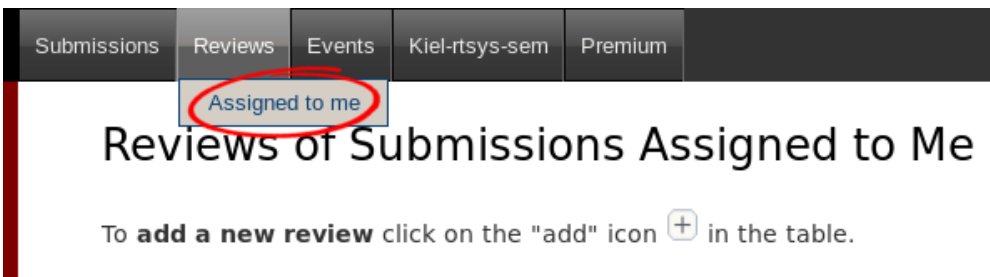 Submissions Reviews Events Kiel-rtsys-sem Premium
Assigned to me
Reviews of Submissions Assigned to Me
To add a new review click on the "add" icon + in the table.